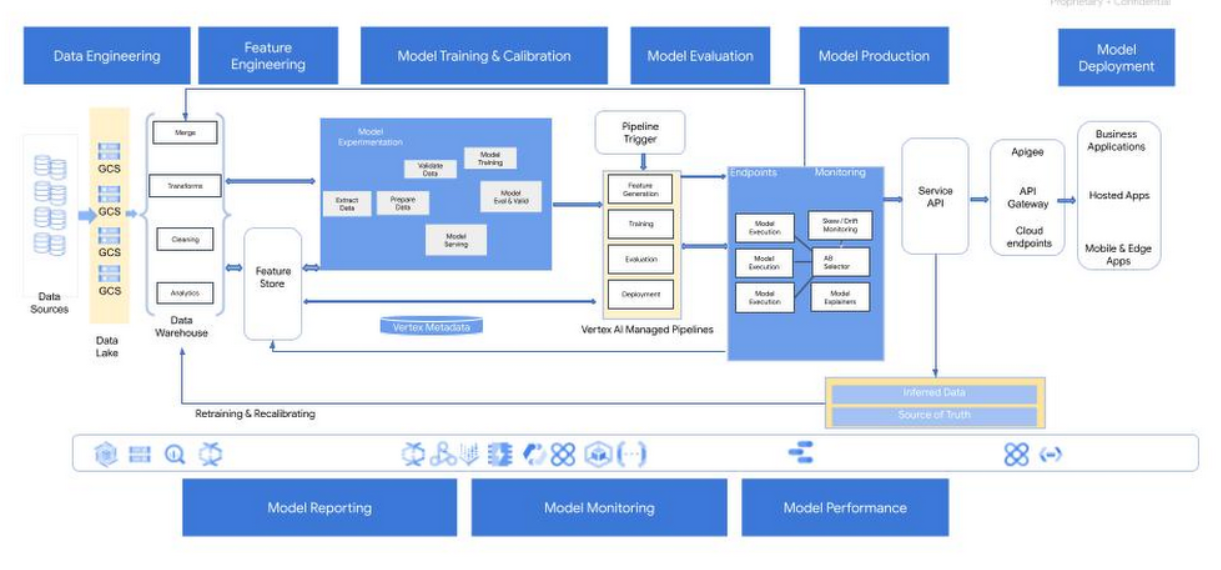 Proprietary + Confidential
Data Engineering
Feature
Engineering
Model Training & Calibration
Model Evaluation
Model Production
Model
Deployment
Data
Sources
GCS
GCS
GCS
GCS
Data
Lake
Merge
Transforms
Cleaning
Analytics
Data
Warehouse
Feature
Store
Model
Experimentation
Extract
Data
Prepare
Data
Validate
Data
Model
Training
Model
Eval & Valid
Model
Serving
Vertex Metadata
Pipeline
Trigger
Feature
Generation
Training
Evaluation
Deployment
Vertex AI Managed Pipelines
Endpoints
Monitoring
Model
Execution
Model
Execution
Model
Execution
Skew / Drift
Monitoring
AB
Selector
Model
Explainers
Service
API
Apigee
API
Gateway
Cloud
endpoints
Business
Applications
Hosted Apps
Mobile & Edge
Apps
Inferred Data
Source of Truth
Retraining & Recalibrating
Model Reporting
Model Monitoring
Model Performance